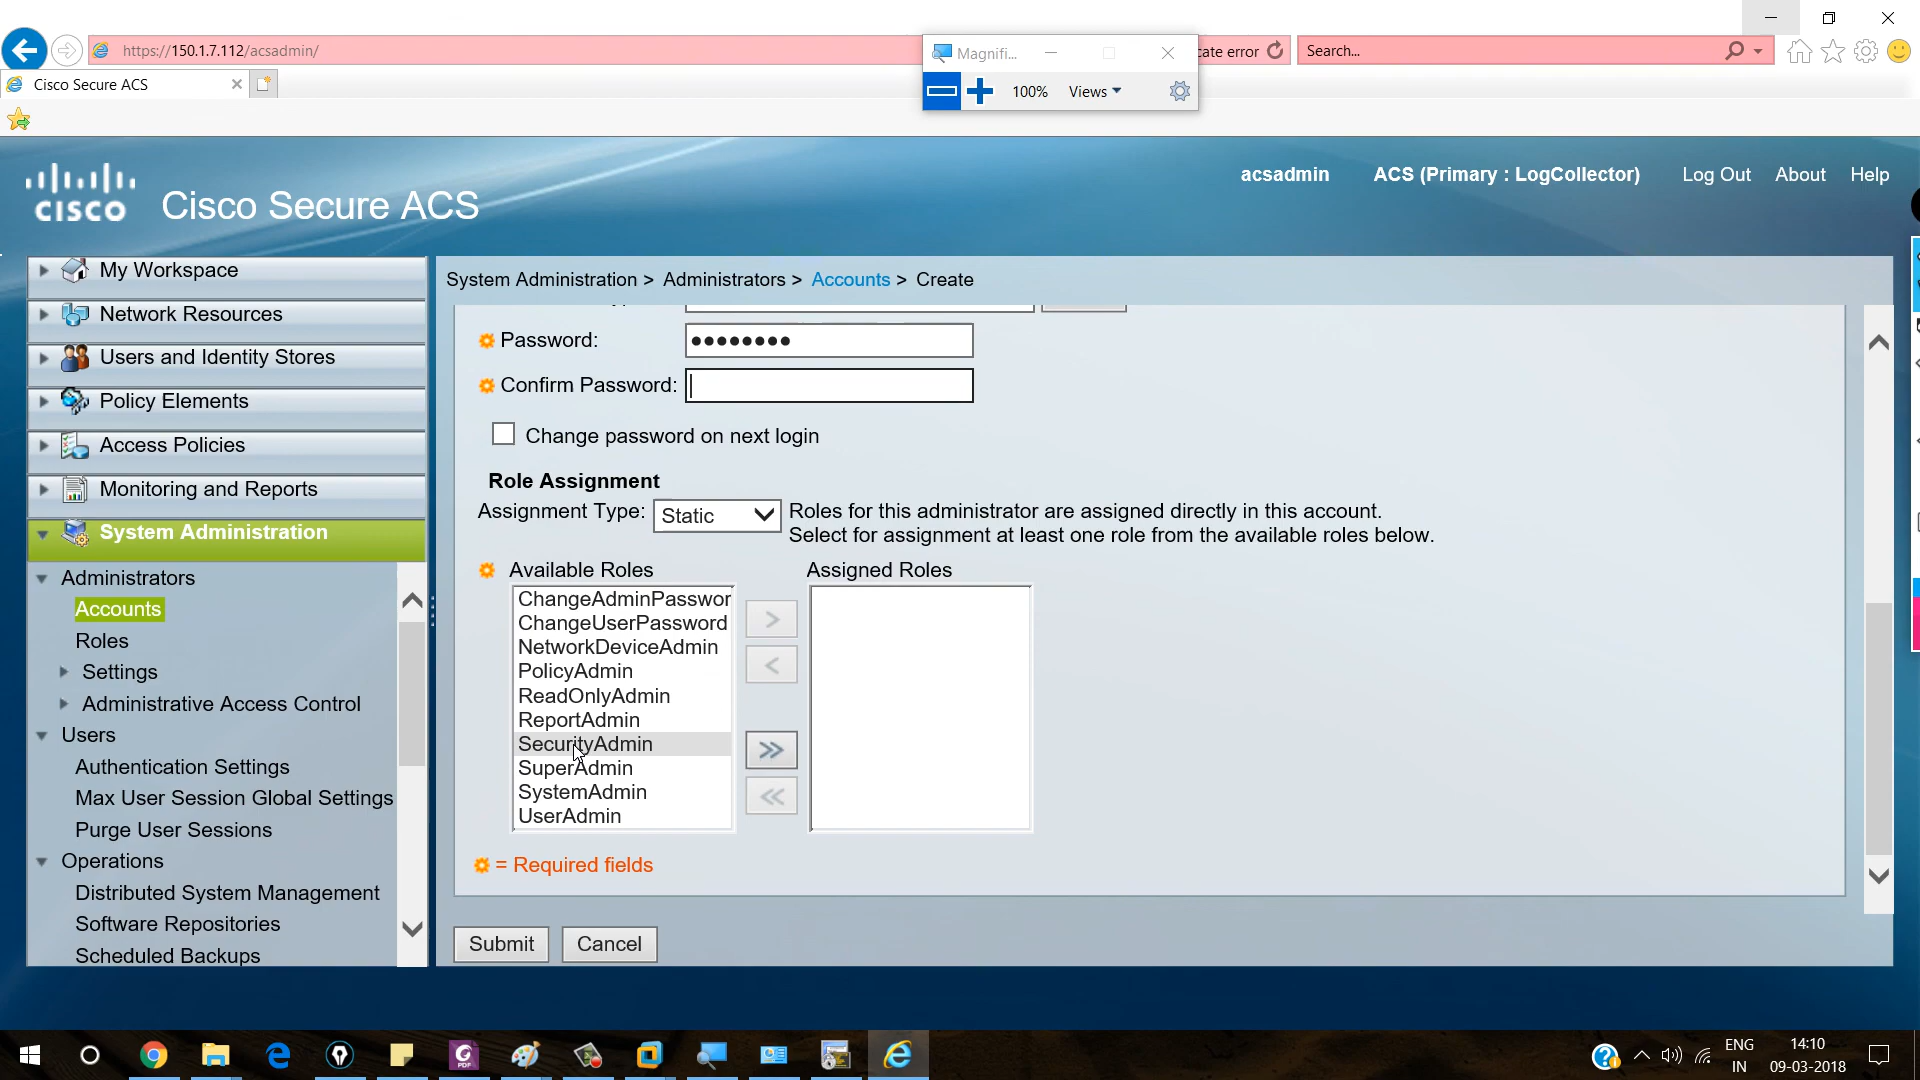 https://150.1.7.112/acsadmin/
Magnifi...
cate error
Search...
Cisco Secure ACS
100%
Views
acsadmin
ACS (Primary : LogCollector)
Log Out
About
Help
CISCO
Cisco Secure ACS
My Workspace
Network Resources
Users and Identity Stores
Policy Elements
Access Policies
Monitoring and Reports
System Administration
Administrators
Accounts
Roles
Settings
Administrative Access Control
Users
Authentication Settings
Max User Session Global Settings
Purge User Sessions
Operations
Distributed System Management
Software Repositories
Scheduled Backups
System Administration > Administrators > Accounts > Create
Password:
Confirm Password:
Change password on next login
Role Assignment
Assignment Type: Static Roles for this administrator are assigned directly in this account.
Select for assignment at least one role from the available roles below.
Available Roles
Assigned Roles
ChangeAdminPasswor
ChangeUserPassword
NetworkDeviceAdmin
PolicyAdmin
ReadOnlyAdmin
ReportAdmin
SecurityAdmin
SuperAdmin
SystemAdmin
UserAdmin
= Required fields
Submit
Cancel
PDF
ENG
IN
14:10
09-03-2018